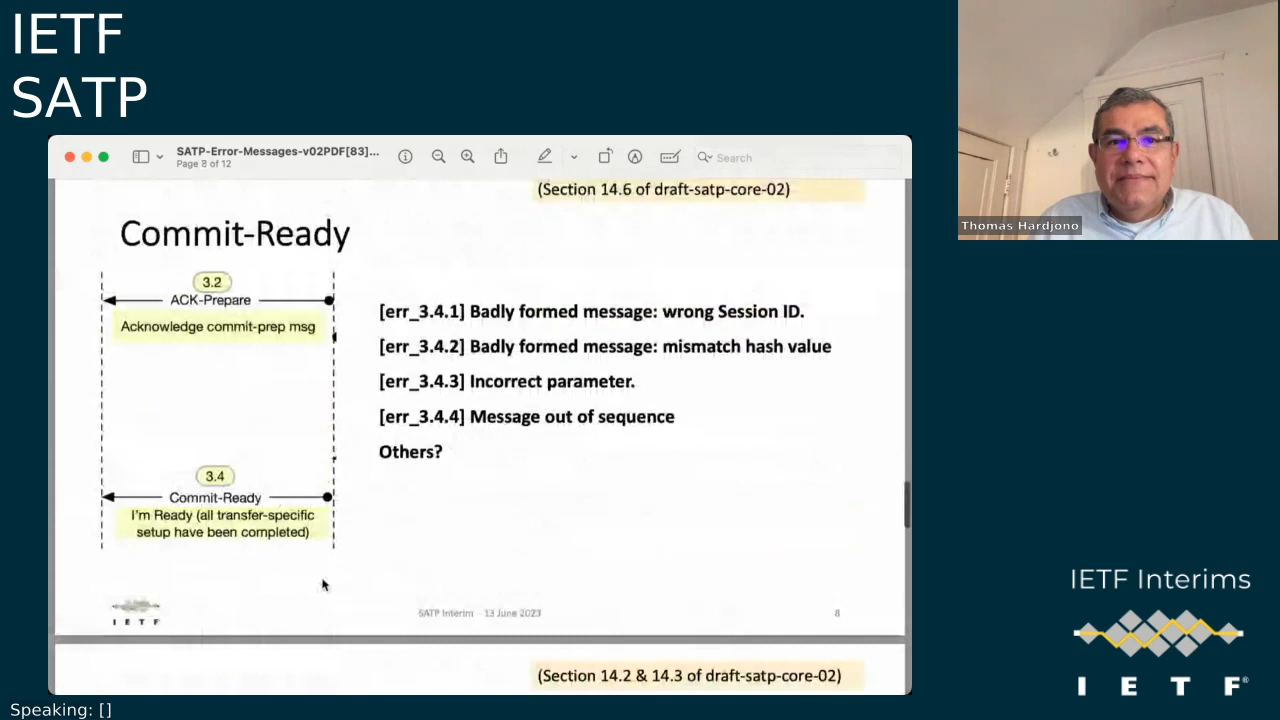 IETF
SATP
SATP-Error-Messages-v02PDF[83]...
Page 8 of 12
Search
(Section 14.6 of draft-satp-core-02)
Commit-Ready
3.2
ACK-Prepare
Acknowledge commit-prep msg
[err_3.4.1] Badly formed message: wrong Session ID.
[err_3.4.2] Badly formed message: mismatch hash value
[err_3.4.3] Incorrect parameter.
[err_3.4.4] Message out of sequence
Others?
3.4
Commit-Ready
I'm Ready (all transfer-specific
setup have been completed)
I E T F
SATP Interim - 13 June 2023
8
(Section 14.2 & 14.3 of draft-satp-core-02)
Thomas Hardjono
IETF Interims
I E T F®
Speaking: []